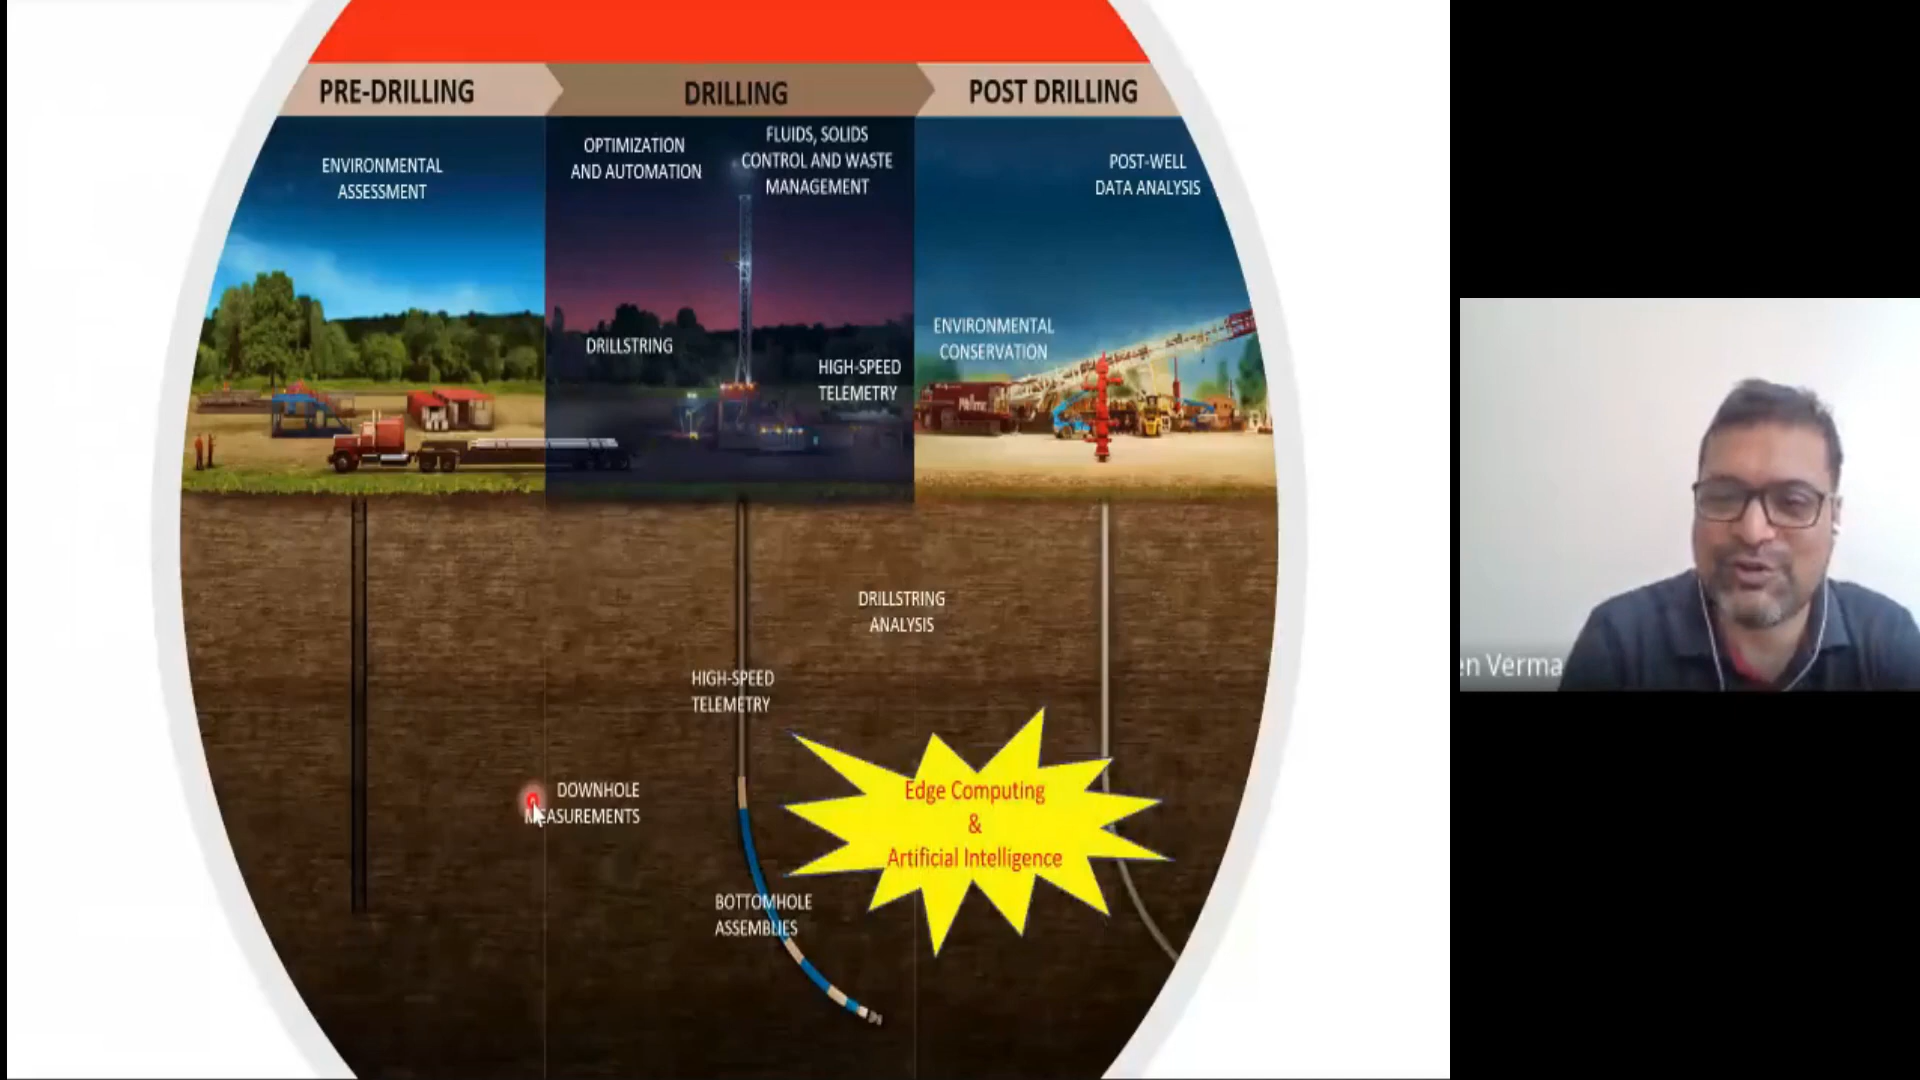 PRE-DRILLING
DRILLING
POST DRILLING
ENVIRONMENTAL
ASSESSMENT
OPTIMIZATION
AND AUTOMATION
FLUIDS, SOLIDS
CONTROL AND WASTE
MANAGEMENT
POST-WELL
DATA ANALYSIS
DRILLSTRING
HIGH-SPEED
TELEMETRY
ENVIRONMENTAL
CONSERVATION
DRILLSTRING
ANALYSIS
HIGH-SPEED
TELEMETRY
DOWNHOLE
MEASUREMENTS
Edge Computing
&
Artificial Intelligence
BOTTOMHOLE
ASSEMBLIES
en Verma